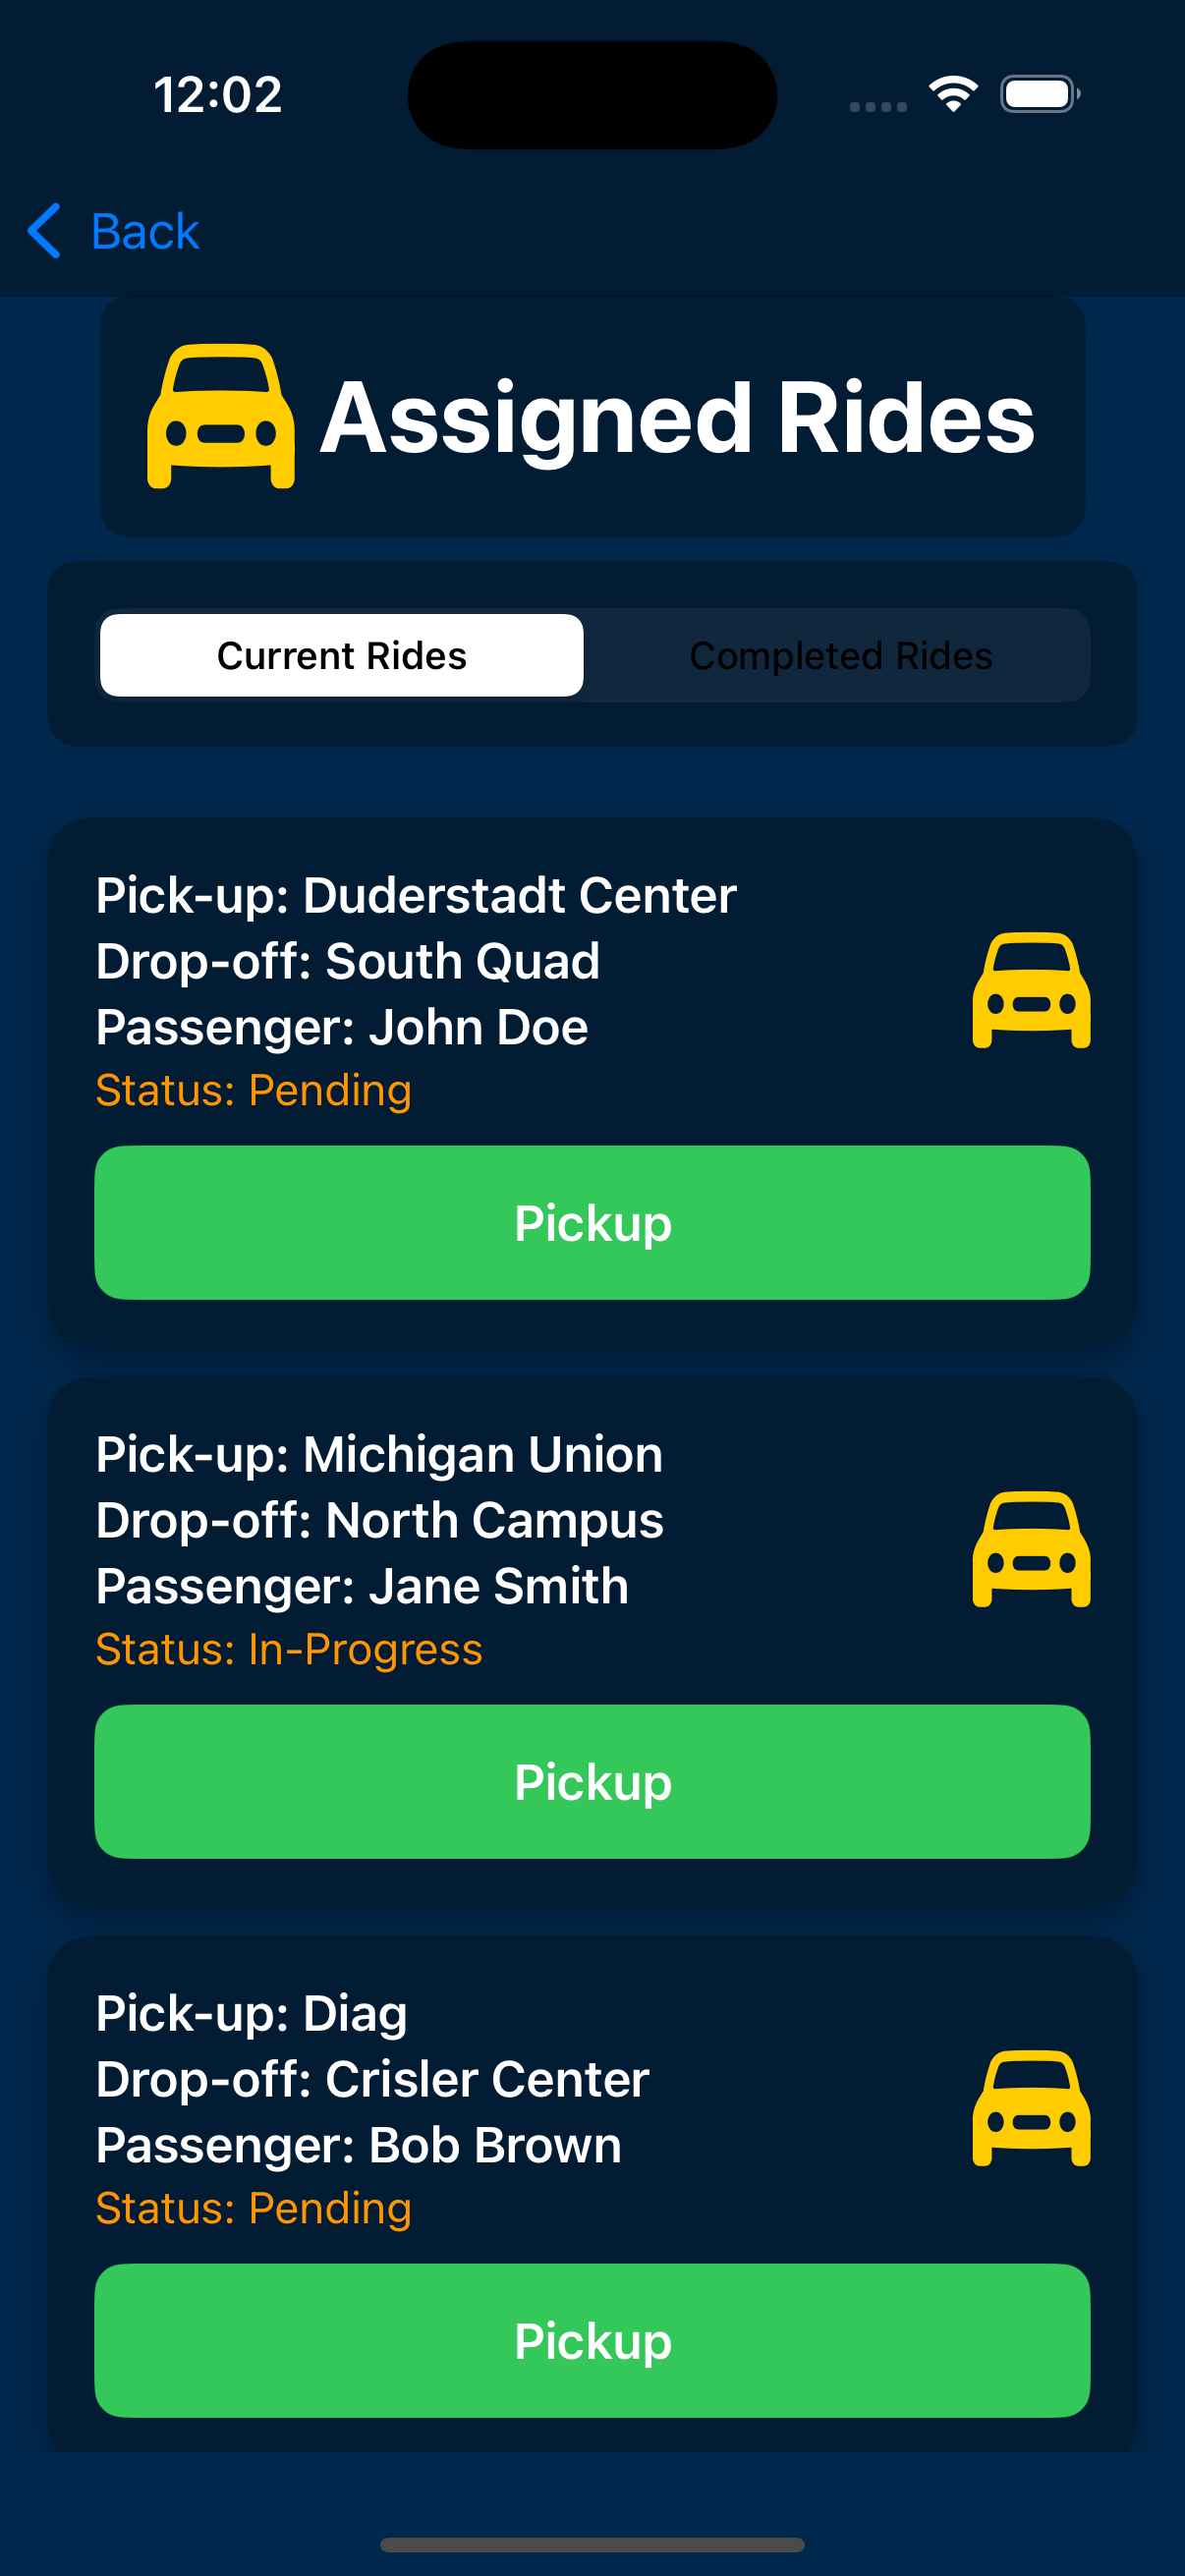 12:02
Back
Assigned Rides
Current Rides
Completed Rides
Pick-up: Duderstadt Center
Drop-off: South Quad
Passenger: John Doe
Status: Pending
Pickup
Pick-up: Michigan Union
Drop-off: North Campus
Passenger: Jane Smith
Status: In-Progress
Pickup
Pick-up: Diag
Drop-off: Crisler Center
Passenger: Bob Brown
Status: Pending
Pickup